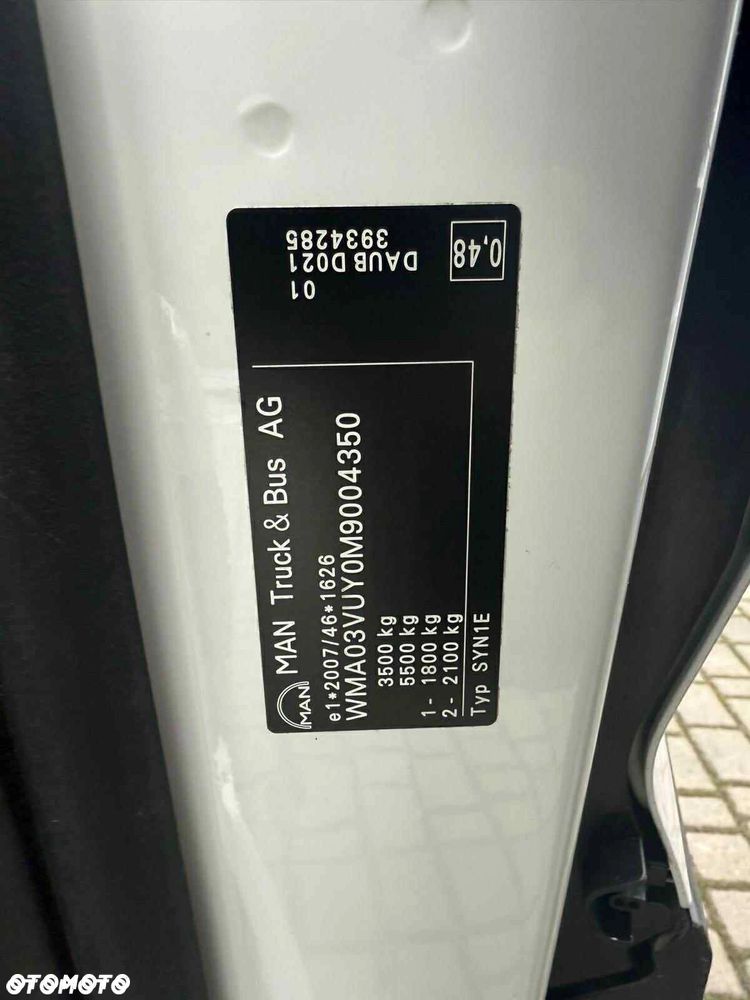 MAN
MAN Truck & Bus AG
e1*2007/46*1626
WMA03VUY0M9004350
3500 kg
5500 kg
1- 1800 kg
2- 2100 kg
Typ SYN1E
01
DAUB D021
3934285
0,48
OTOMOTO